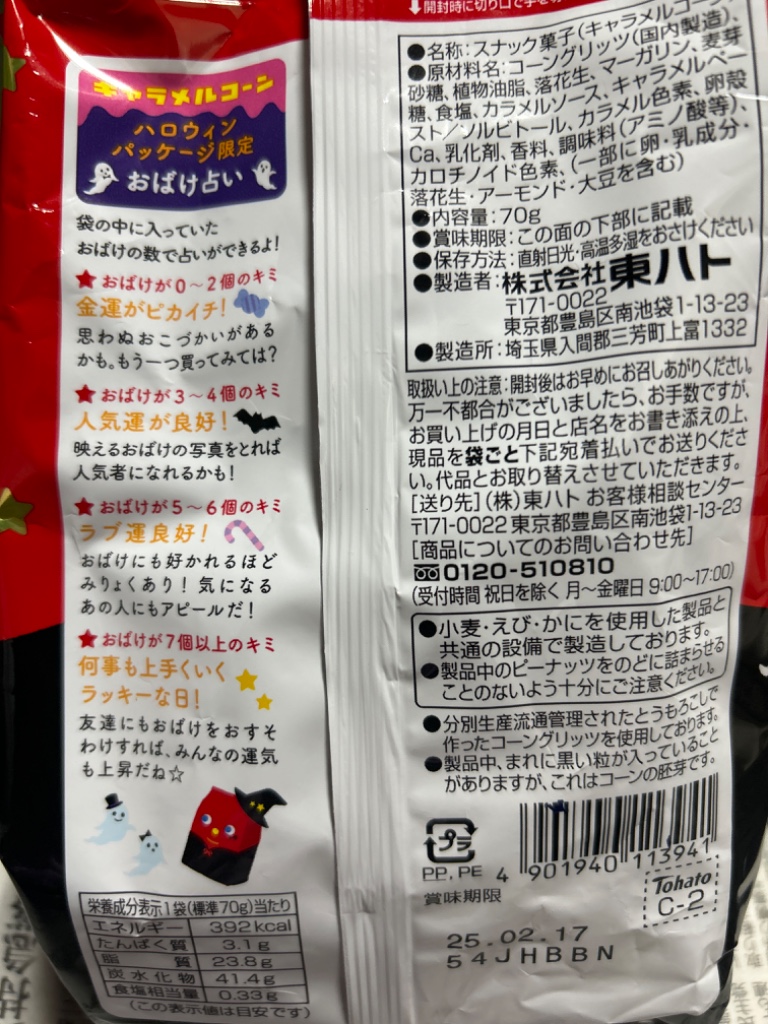 キャラメルコーン
ハロウィン
パッケージ限定
おばけ占い
袋の中に入っていた
おばけの数で占いができるよ!
★おばけが0～2個のキミ
金運がピカイチ!
思わぬおこづかいがある
かも。もう一つ買ってみては?
★おばけが3～4個のキミ
人気運が良好!
映えるおばけの写真をとれば
人気者になれるかも!
★おばけが5～6個のキミ
ラブ運良好!
おばけにも好かれるほど
みりょくあり! 気になる
あの人にもアピールだ!
★おばけが7個以上のキミ
何事も上手くいく
ラッキーな日!
友達にもおばけをおすそ
わけすれば、みんなの運気
も上昇だね☆
栄養成分表示1袋(標準70g)当たり
エネルギー 392kcal
たんぱく質 3.1g
脂質 23.8g
炭水化物 41.4g
食塩相当量 0.33g
(この表示値は目安です)
↓開封時に切り口で手を
●名称:スナック菓子(キャラメルコーン)
●原材料名:コーングリッツ(国内製造)、
砂糖、植物油脂、落花生、マーガリン、麦芽
糖、食塩、カラメルソース、キャラメルペー
スト/ソルビトール、カラメル色素、卵殻
Ca、乳化剤、香料、調味料(アミノ酸等)、
カロチノイド色素、(一部に卵・乳成分・
落花生・アーモンド・大豆を含む)
●内容量:70g
●賞味期限:この面の下部に記載
●保存方法:直射日光・高温多湿をおさけください
●製造者:株式会社東ハト
〒171-0022
東京都豊島区南池袋1-13-23
●製造所:埼玉県入間郡三芳町上富1332
取扱い上の注意:開封後はお早めにお召しあがりください。
万一不都合がございましたら、お手数ですが、
お買い上げの月日と店名をお書き添えの上、
現品を袋ごと下記宛着払いでお送りくださ
い。代品とお取り替えさせていただきます。
[送り先](株)東ハト お客様相談センター
〒171-0022 東京都豊島区南池袋1-13-23
[商品についてのお問い合わせ先]
0120-510810
(受付時間 祝日を除く 月～金曜日 9:00～17:00)
●小麦・えび・かにを使用した製品と
共通の設備で製造しております。
●製品中のピーナッツをのどに詰まらせる
ことのないよう十分にご注意ください。
●分別生産流通管理されたとうもろこしで
作ったコーングリッツを使用しております。
●製品中、まれに黒い粒が入っていること
がありますが、これはコーンの胚芽です。
プラ
PP, PE
4 901940 113941
賞味期限
Tohato
C-2
25.02.17
54JHBBN